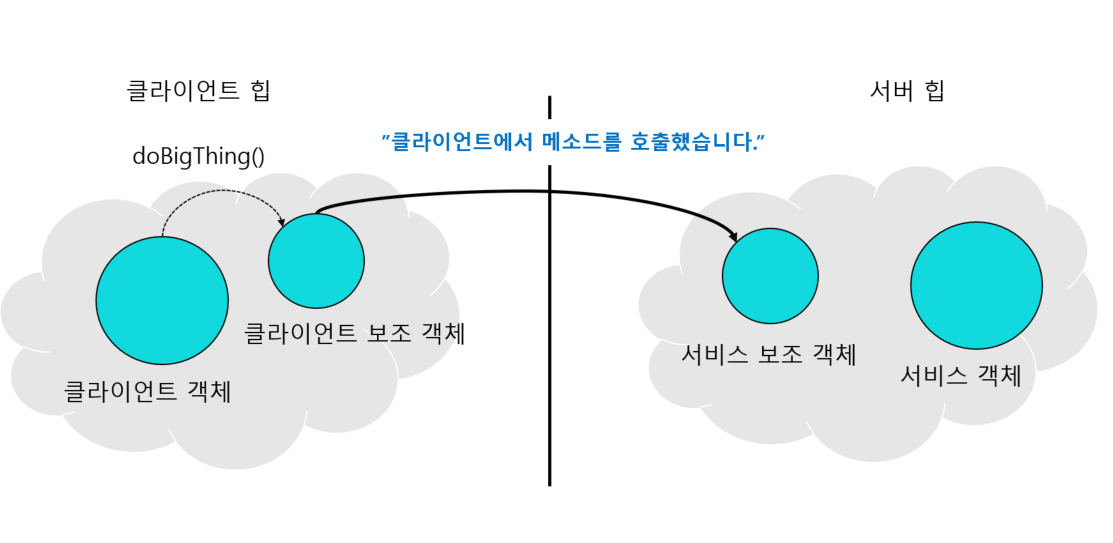 클라이언트 힙
서버 힙
"클라이언트에서 메소드를 호출했습니다."
doBigThing()
클라이언트 보조 객체
클라이언트 객체
서비스 보조 객체
서비스 객체